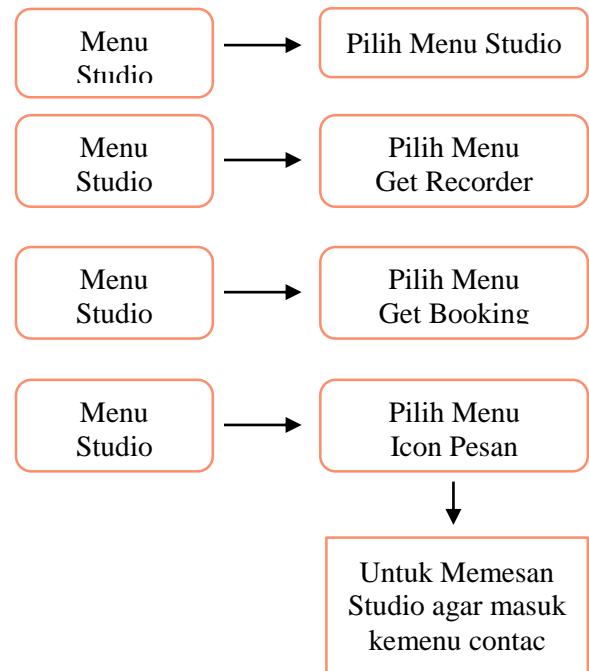 Menu
Studio
Pilih Menu Studio
Menu
Studio
Pilih Menu
Get Recorder
Menu
Studio
Pilih Menu
Get Booking
Menu
Studio
Pilih Menu
Icon Pesan
Untuk Memesan
Studio agar masuk
kemenu contac